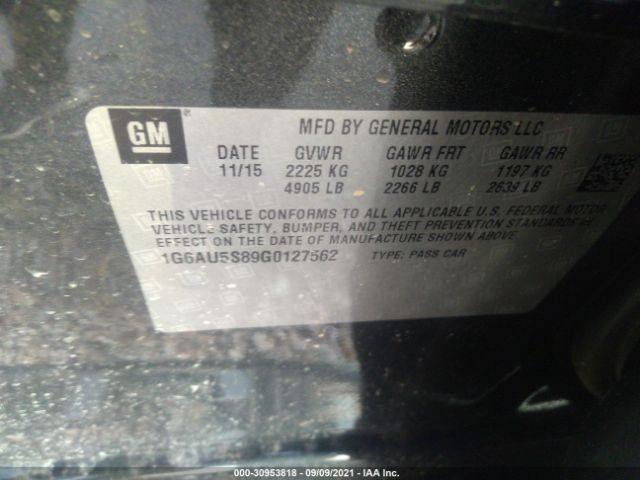 GM
MFD BY GENERAL MOTORS LLC
DATE GVWR GAWR FRT GAWR RR
11/15 2225 KG 1028 KG 1197 KG
4905 LB 2266 LB 2639 LB
THIS VEHICLE CONFORMS TO ALL APPLICABLE U.S. FEDERAL MOTOR
VEHICLE SAFETY, BUMPER, AND THEFT PREVENTION STANDARDS IN
EFFECT ON THE DATE OF MANUFACTURE SHOWN ABOVE.
1G6AU5S89G0127562 TYPE: PASS CAR
000-30953818 - 09/09/2021 - IAA Inc.